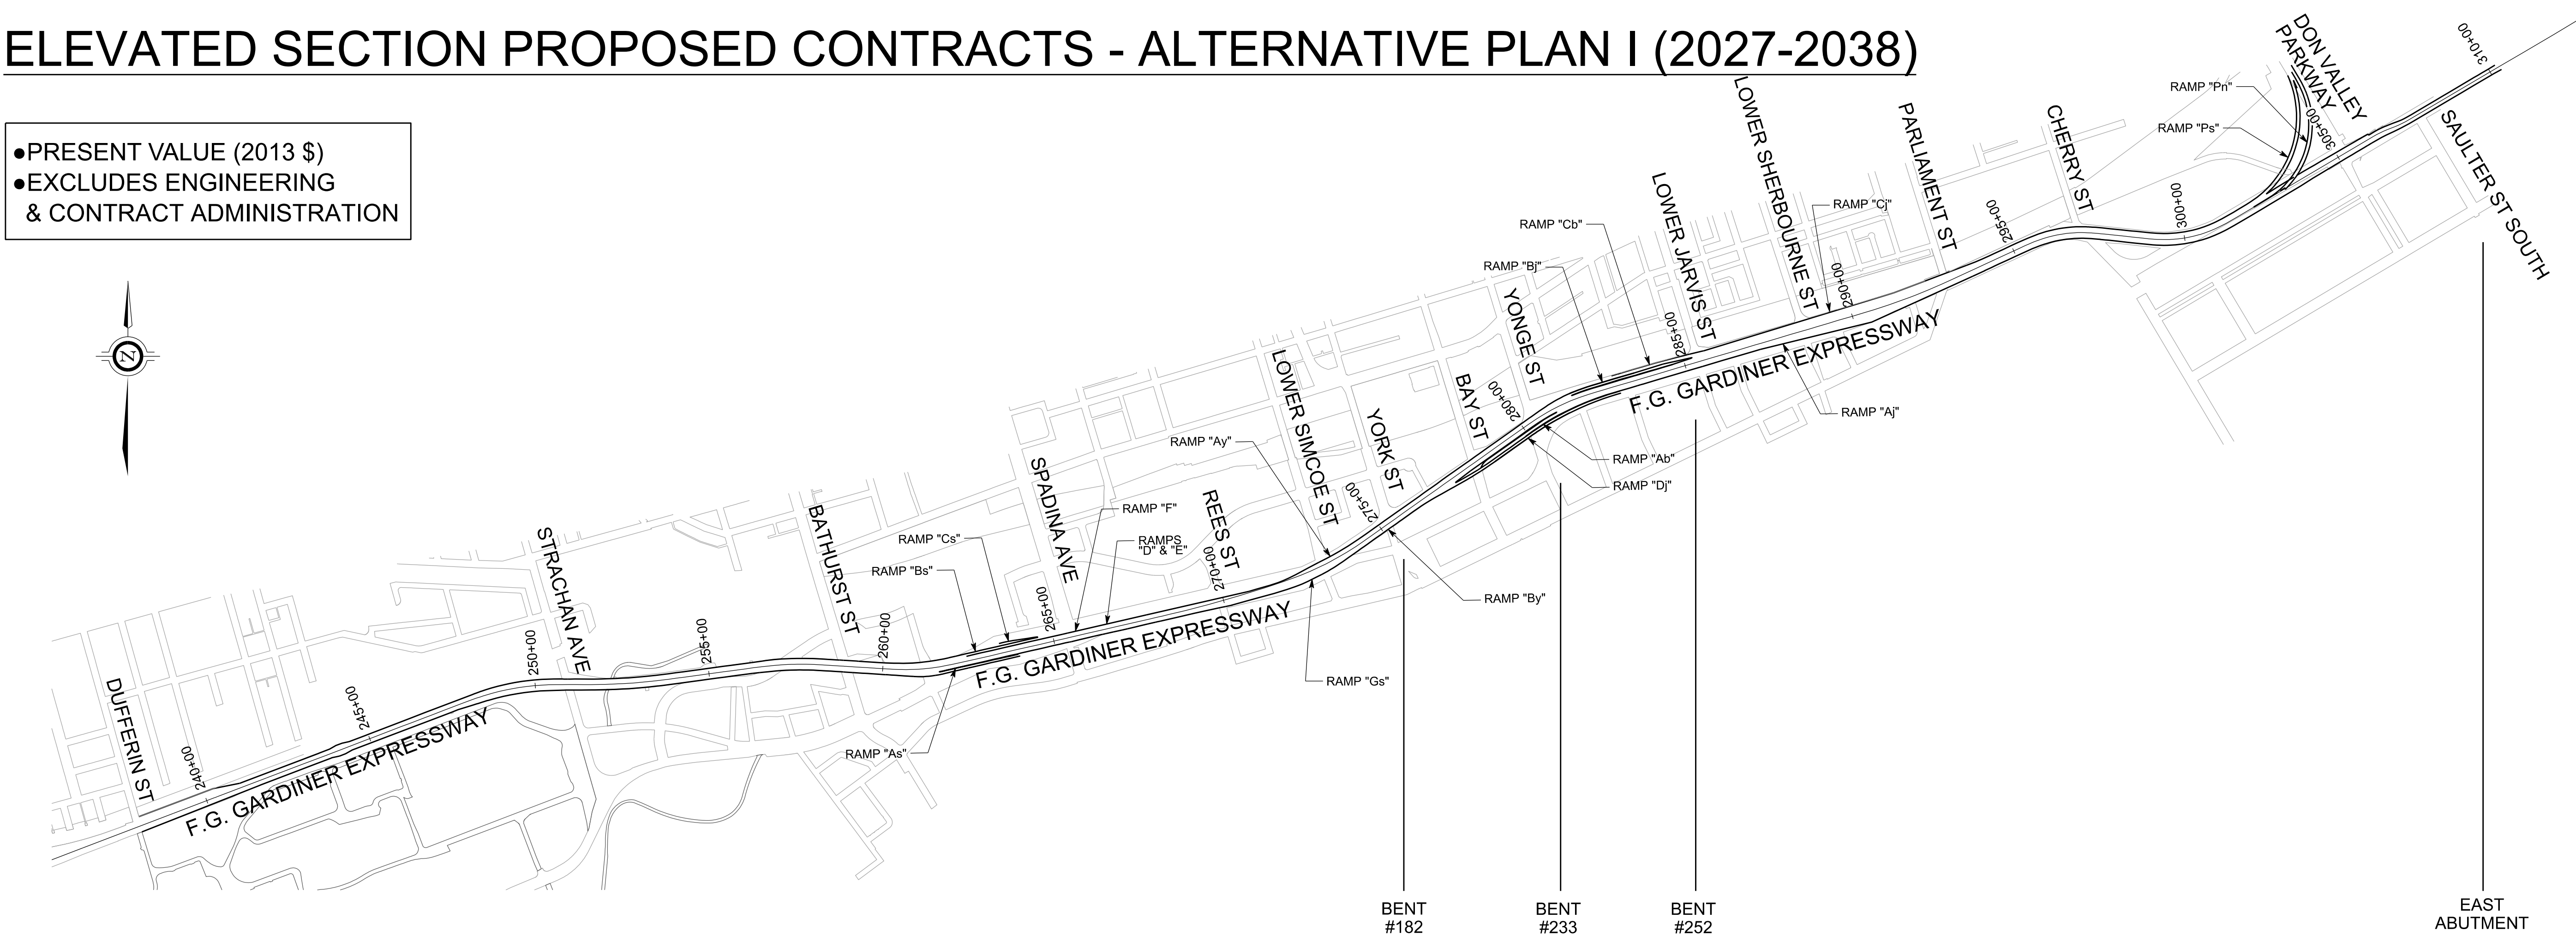 ELEVATED SECTION PROPOSED CONTRACTS - ALTERNATIVE PLAN I (2027-2038)
●PRESENT VALUE (2013 $)
●EXCLUDES ENGINEERING
& CONTRACT ADMINISTRATION
N
DUFFERIN ST
240+00
F.G. GARDINER EXPRESSWAY
245+00
250+00
STRACHAN AVE
255+00
BATHURST ST
260+00
RAMP "As"
RAMP "Bs"
RAMP "Cs"
265+00
SPADINA AVE
F.G. GARDINER EXPRESSWAY
RAMP "F"
RAMPS
"D" & "E"
REES ST
270+00
RAMP "Ay"
RAMP "Gs"
LOWER SIMCOE ST
275+00
YORK ST
RAMP "By"
BAY ST
280+00
YONGE ST
RAMP "Bj"
RAMP "Cb"
RAMP "Ab"
RAMP "Dj"
285+00
LOWER JARVIS ST
F.G. GARDINER EXPRESSWAY
LOWER SHERBOURNE ST
RAMP "Cj"
RAMP "Aj"
290+00
PARLIAMENT ST
295+00
CHERRY ST
300+00
RAMP "Pn"
RAMP "Ps"
DON VALLEY
PARKWAY
305+00
310+00
SAULTER ST SOUTH
BENT
#182
BENT
#233
BENT
#252
EAST
ABUTMENT